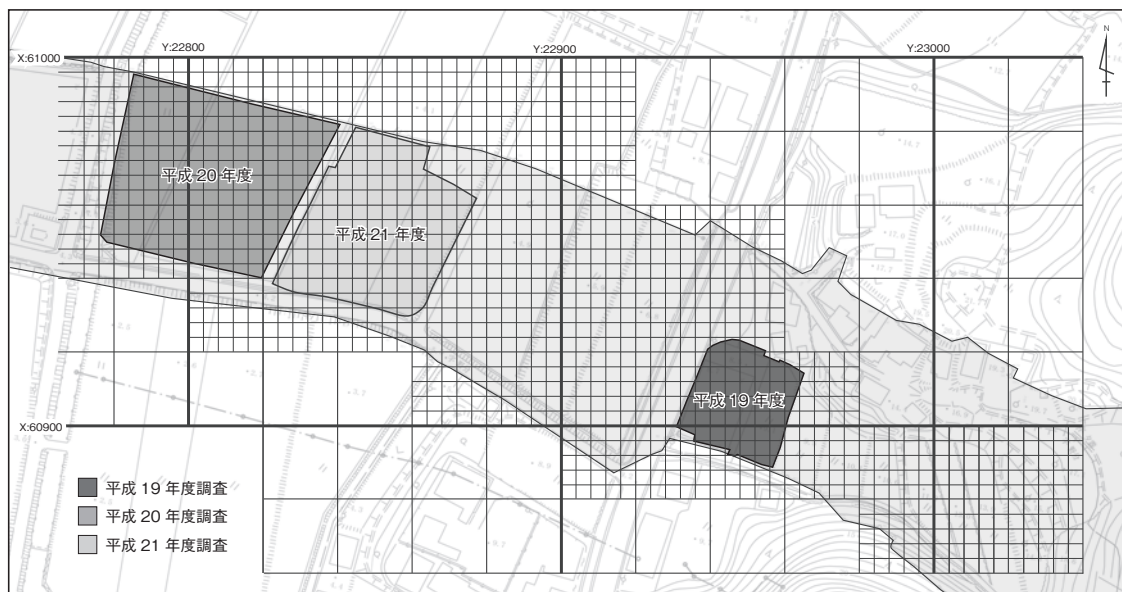 Y:22800
Y:22900
Y:23000
X:61000
N
平成 20 年度
平成 21 年度
平成 19 年度
X:60900
平成 19 年度調査
平成 20 年度調査
平成 21 年度調査